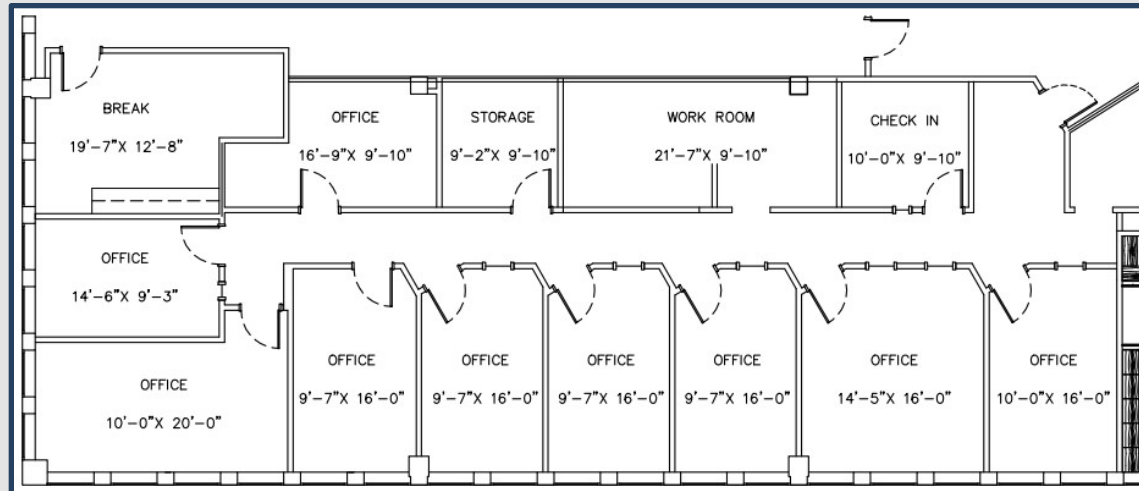 BREAK
19'-7"X 12'-8"
OFFICE
16'-9"X 9'-10"
STORAGE
9'-2"X 9'-10"
WORK ROOM
21'-7"X 9'-10"
CHECK IN
10'-0"X 9'-10"
OFFICE
14'-6"X 9'-3"
OFFICE
10'-0"X 20'-0"
OFFICE
9'-7"X 16'-0"
OFFICE
9'-7"X 16'-0"
OFFICE
9'-7"X 16'-0"
OFFICE
9'-7"X 16'-0"
OFFICE
14'-5"X 16'-0"
OFFICE
10'-0"X 16'-0"